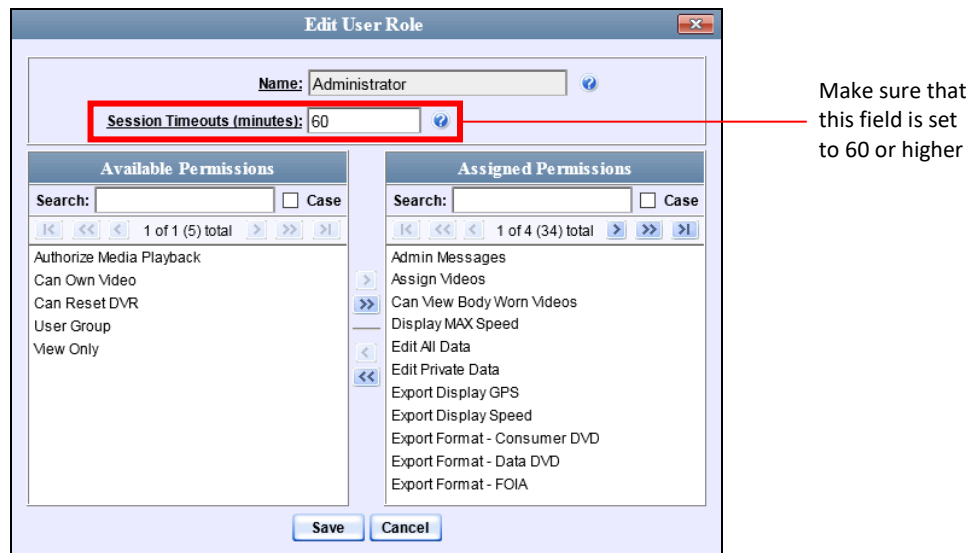 Edit User Role
Name: Administrator
Session Timeouts (minutes): 60
Make sure that
this field is set
to 60 or higher
Available Permissions
Search: Case
1 of 1 (5) total
Authorize Media Playback
Can Own Video
Can Reset DVR
User Group
View Only
Assigned Permissions
Search: Case
1 of 4 (34) total
Admin Messages
Assign Videos
Can View Body Worn Videos
Display MAX Speed
Edit All Data
Edit Private Data
Export Display GPS
Export Display Speed
Export Format - Consumer DVD
Export Format - Data DVD
Export Format - FOIA
Save Cancel